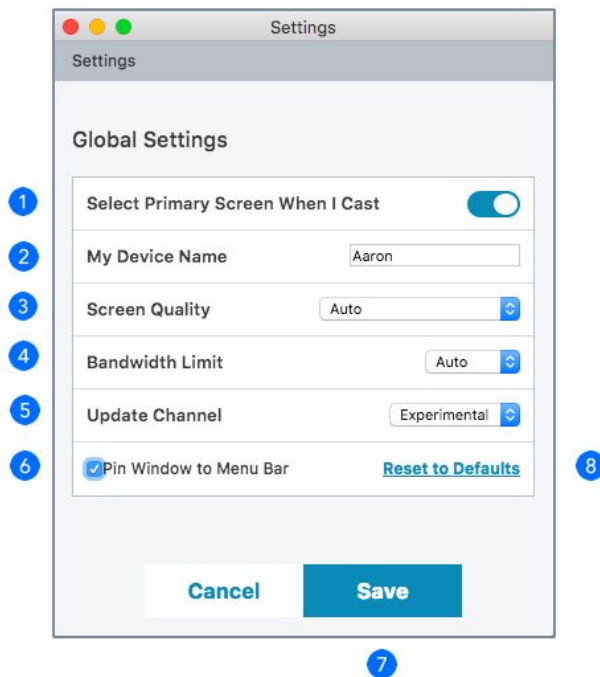 Settings
Settings
Global Settings
1 Select Primary Screen When I Cast
2 My Device Name Aaron
3 Screen Quality Auto
4 Bandwidth Limit Auto
5 Update Channel Experimental
6 Pin Window to Menu Bar Reset to Defaults 8
Cancel Save
7